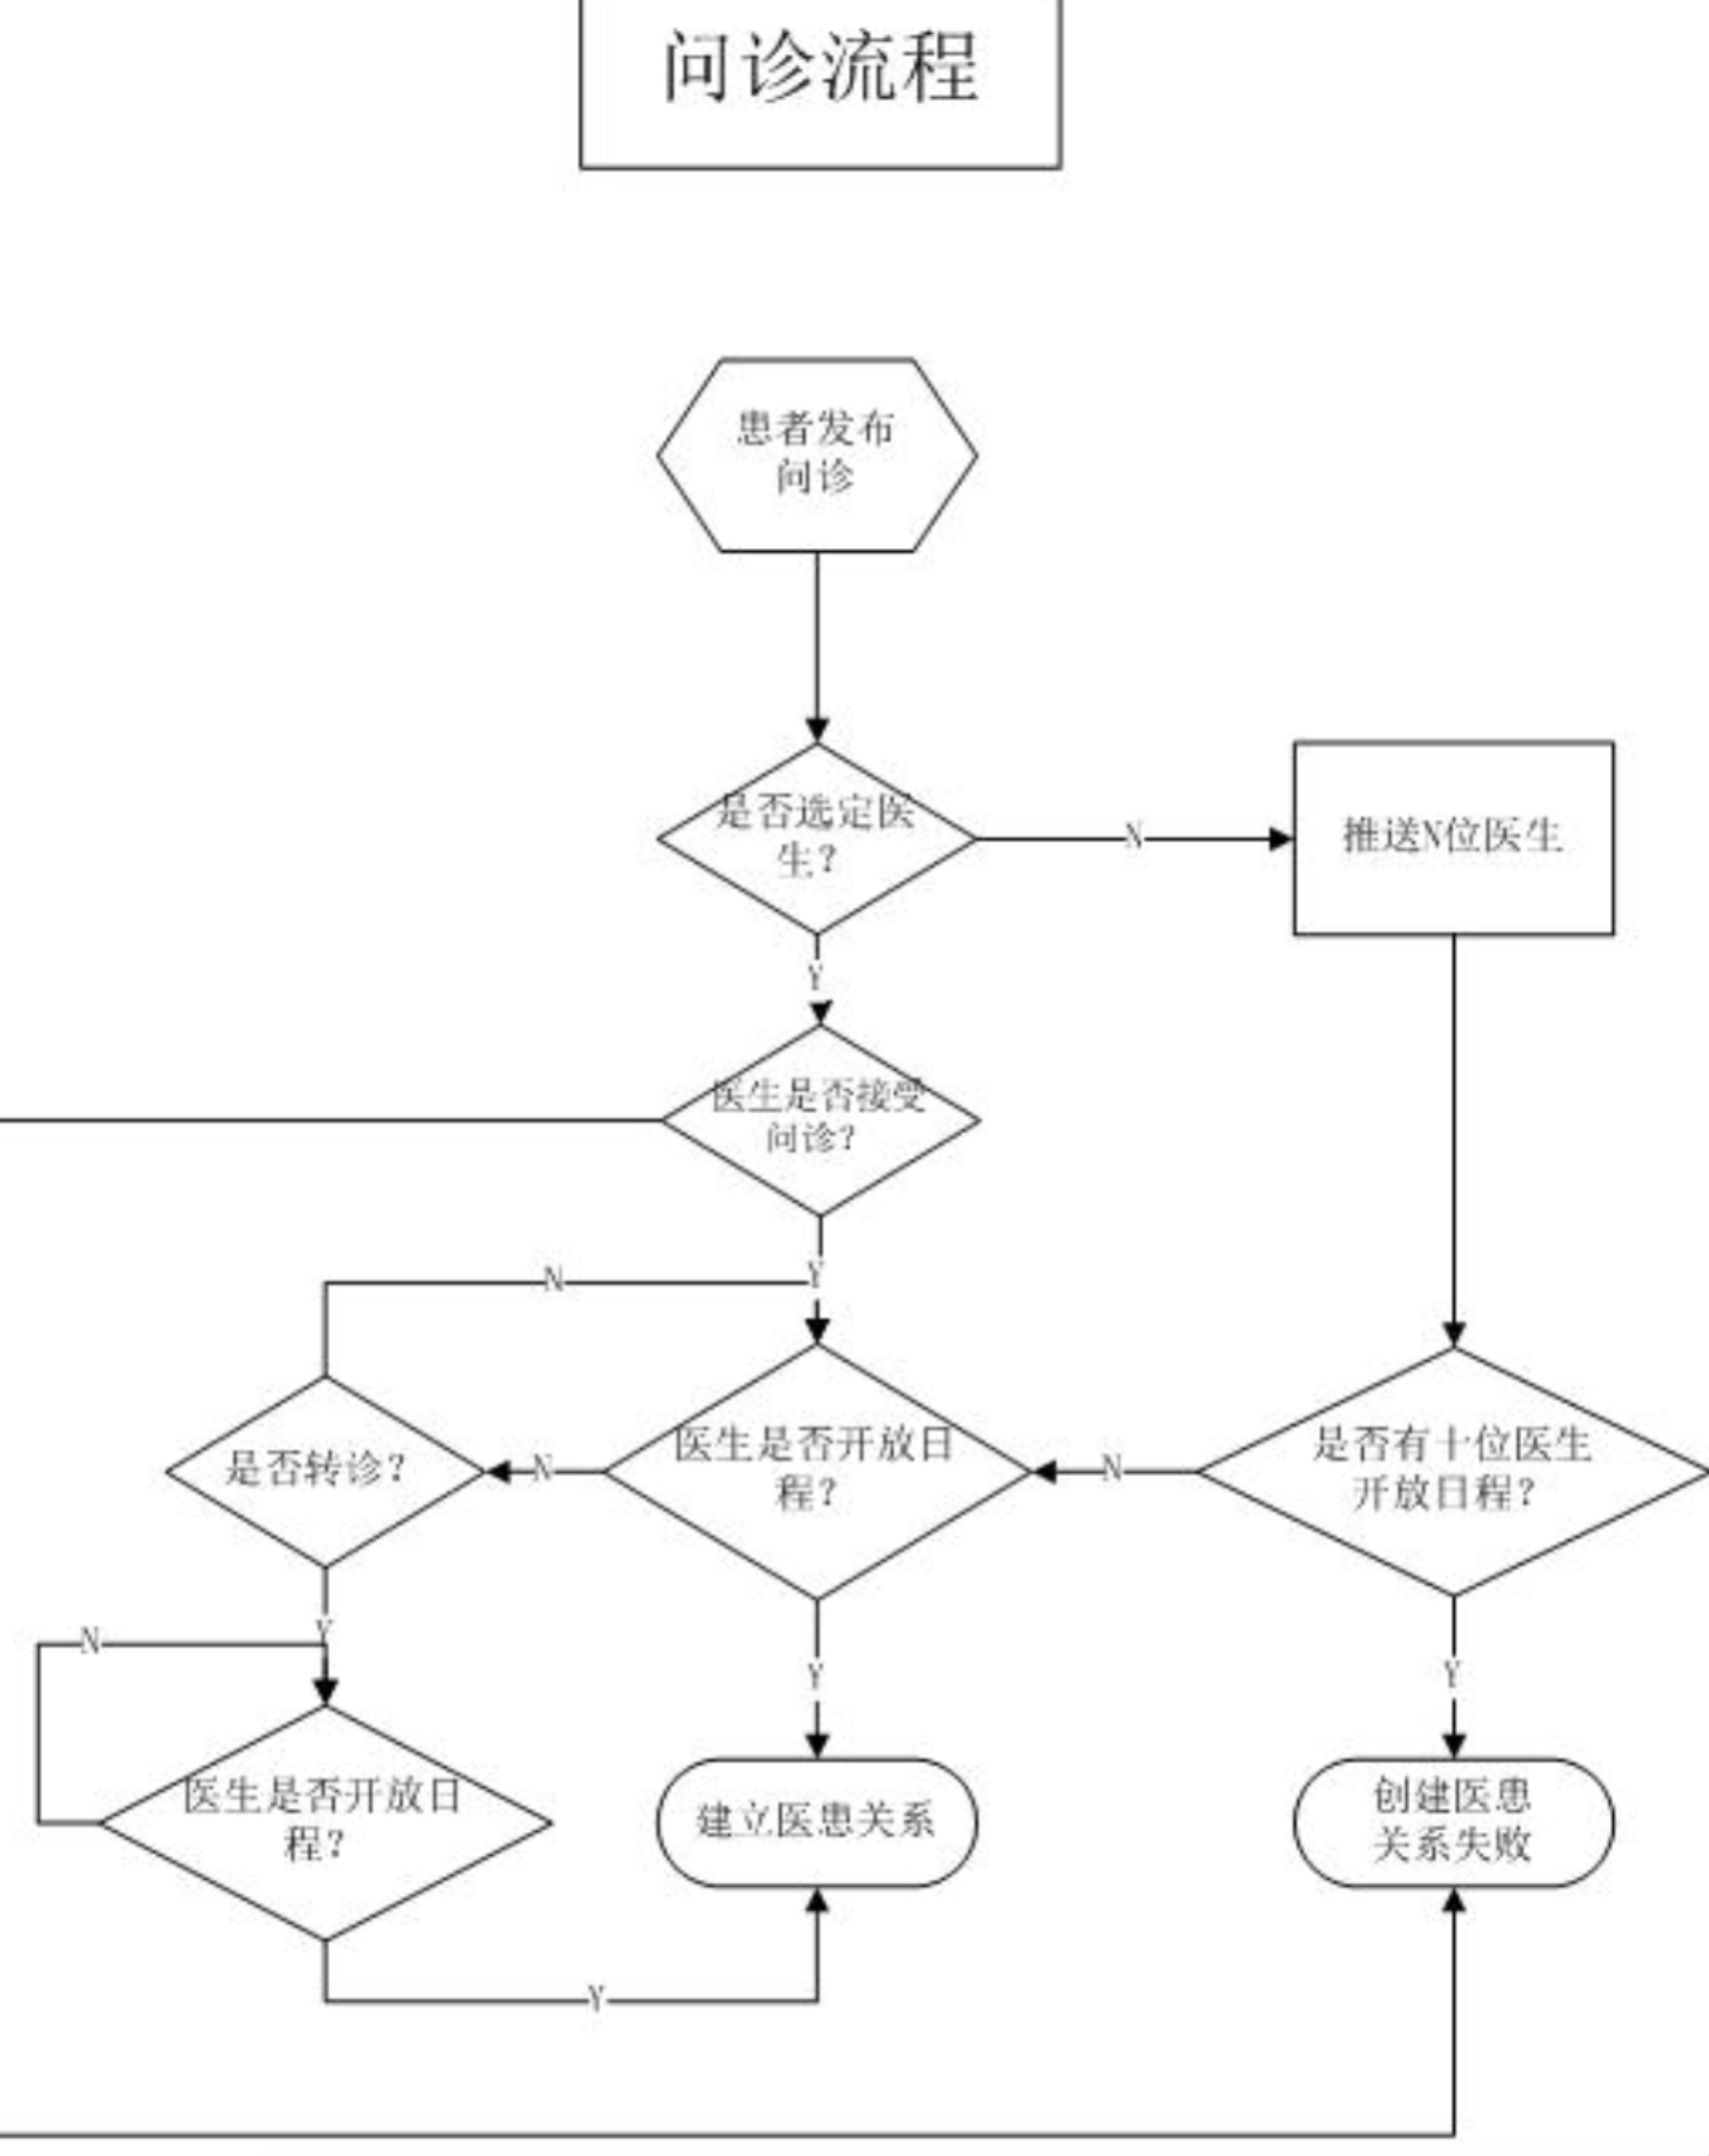 问诊流程
患者发布
问诊
是否选定医
生?
N
推送N位医生
Y
医生是否接受
问诊?
Y
N
是否转诊?
N
医生是否开放日
程?
N
是否有十位医生
开放日程?
Y
N
Y
Y
医生是否开放日
程?
建立医患关系
创建医患
关系失败
Y